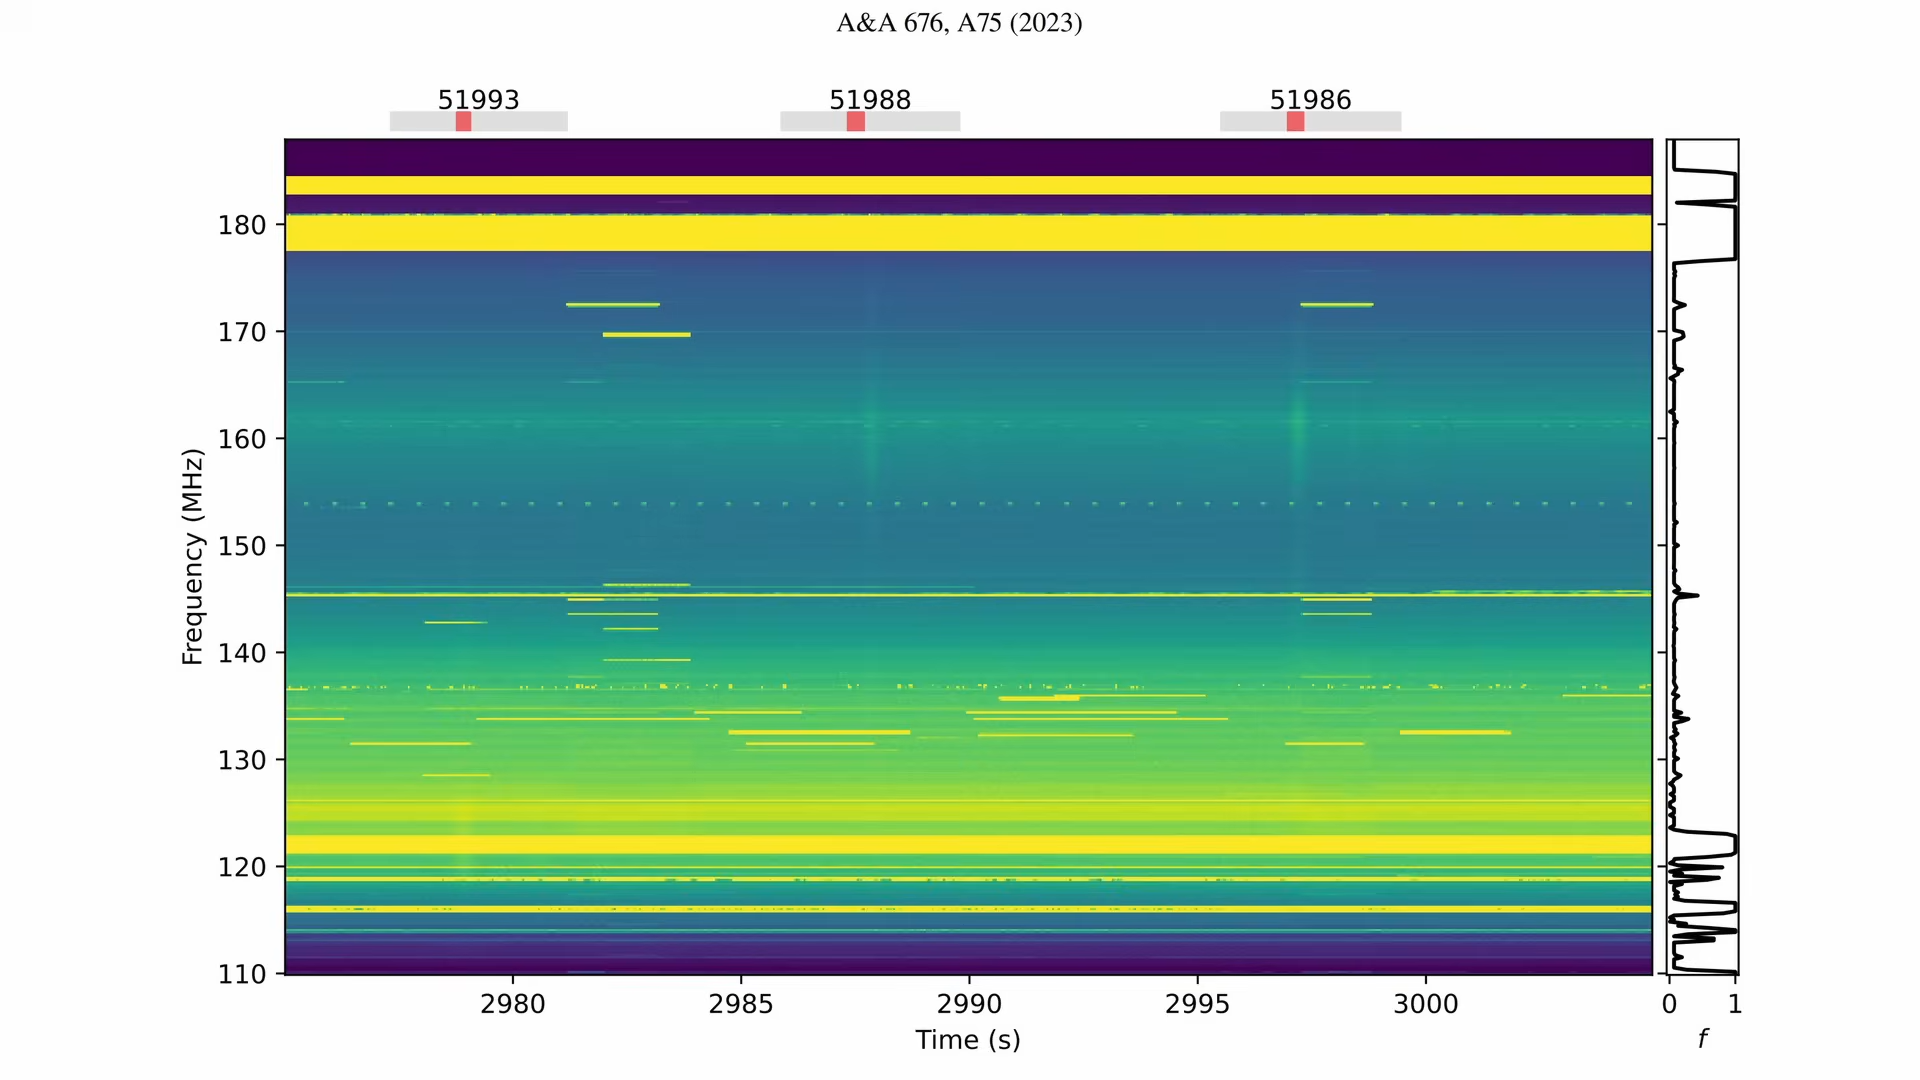 A&A 676, A75 (2023)
51993 51988 51986
180
170
160
150
140
130
120
110
Frequency (MHz)
2980 2985 2990 2995 3000
Time (s)
0 1
f